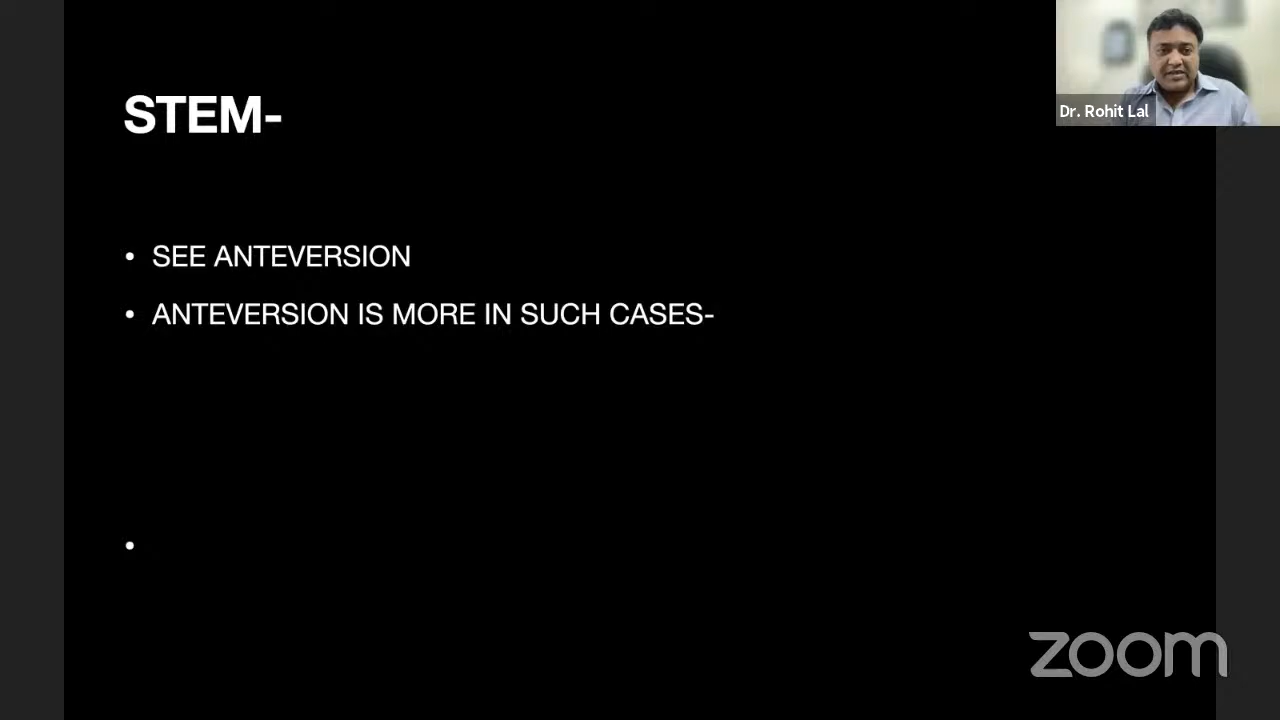 STEM-
Dr. Rohit Lal
• SEE ANTEVERSION
• ANTEVERSION IS MORE IN SUCH CASES-
•
zoom